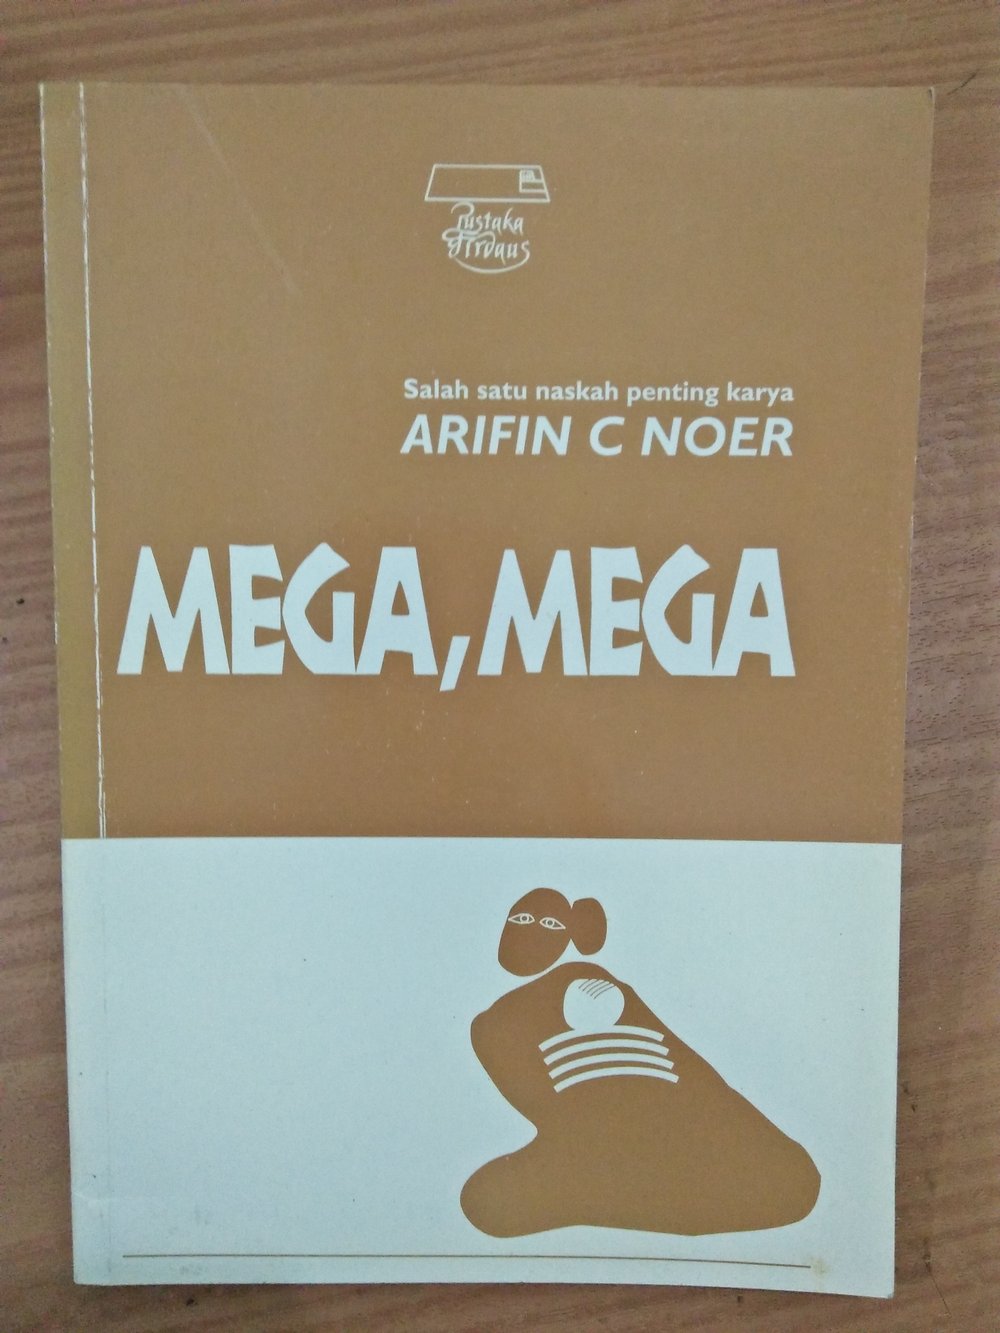 Pustaka
Firdaus
Salah satu naskah penting karya
ARIFIN C NOER
MEGA, MEGA